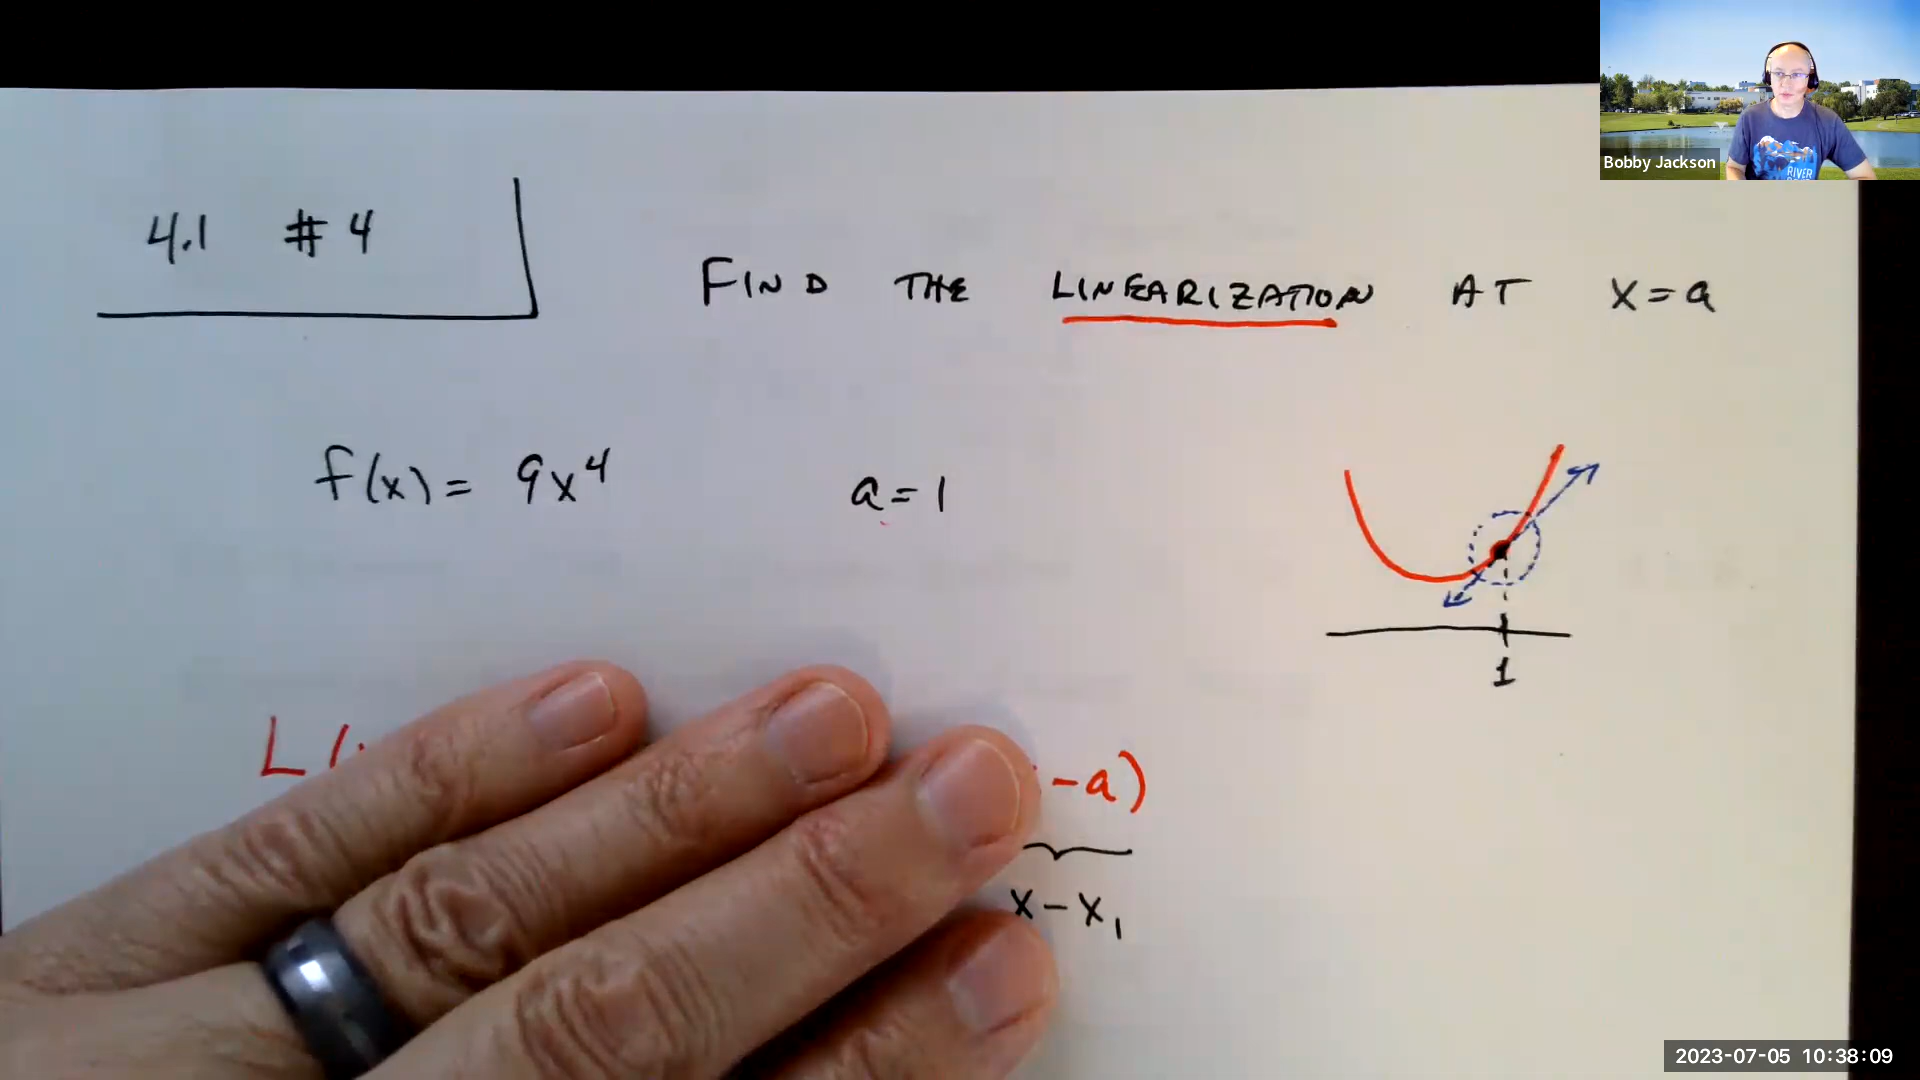 4.1 # 4
FIND THE LINEARIZATION AT x = a
f(x) = 9x⁴ a = 1
1
L( - a)
x - x₁
Bobby Jackson
RIVER
2023-07-05 10:38:09